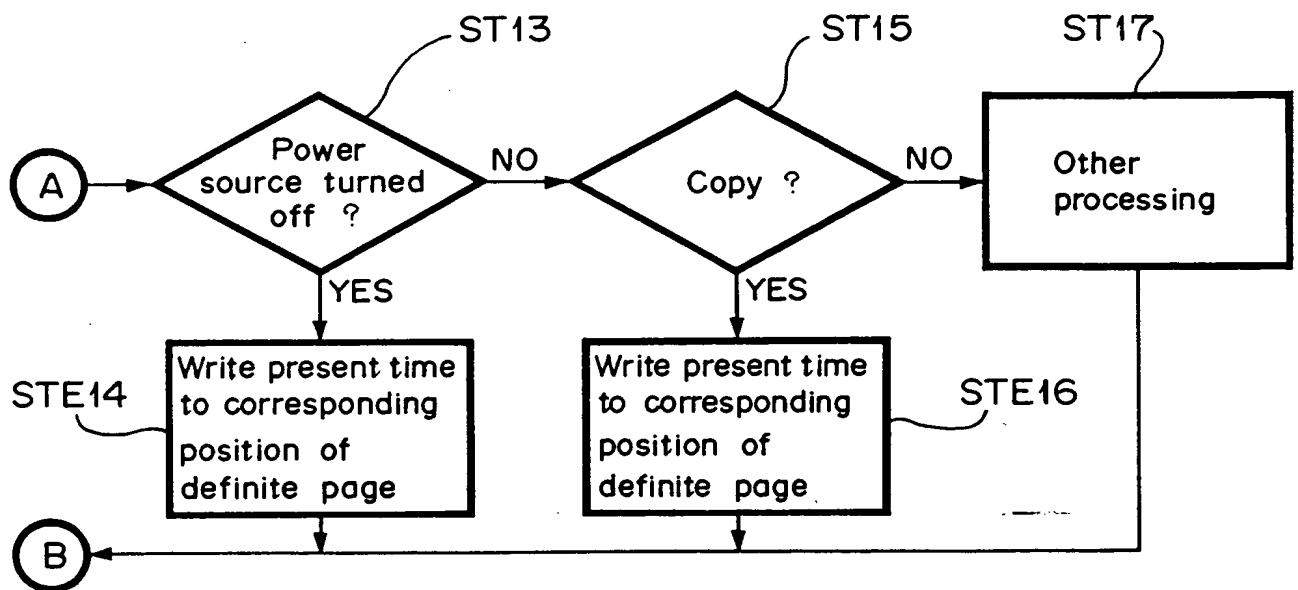 ST13
ST15
ST17
A
Power
source turned
off ?
NO
Copy ?
NO
Other
processing
YES
YES
STE14
Write present time
to corresponding
position of
definite page
Write present time
to corresponding
position of
definite page
STE16
B